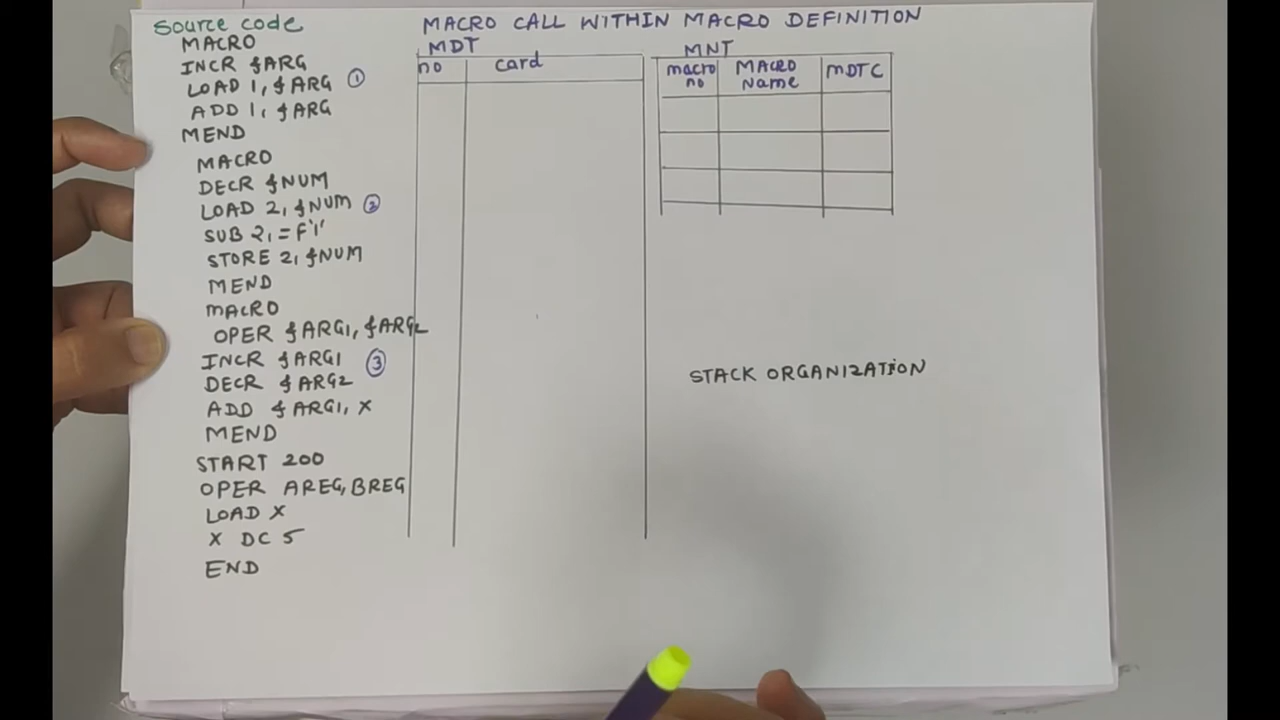 Source code
MACRO
INCR &ARG
LOAD 1, &ARG ①
ADD 1, &ARG
MEND
MACRO
DECR &NUM
LOAD 2, &NUM ②
SUB 2, =F'1'
STORE 2, &NUM
MEND
MACRO
OPER &ARG1, &ARG2
INCR &ARG1 ③
DECR &ARG2
ADD &ARG1, X
MEND
START 200
OPER AREG, BREG
LOAD X
X DC 5
END
MACRO CALL WITHIN MACRO DEFINITION
MDT
no card
MNT
macro no MACRO Name MDTC
STACK ORGANIZATION